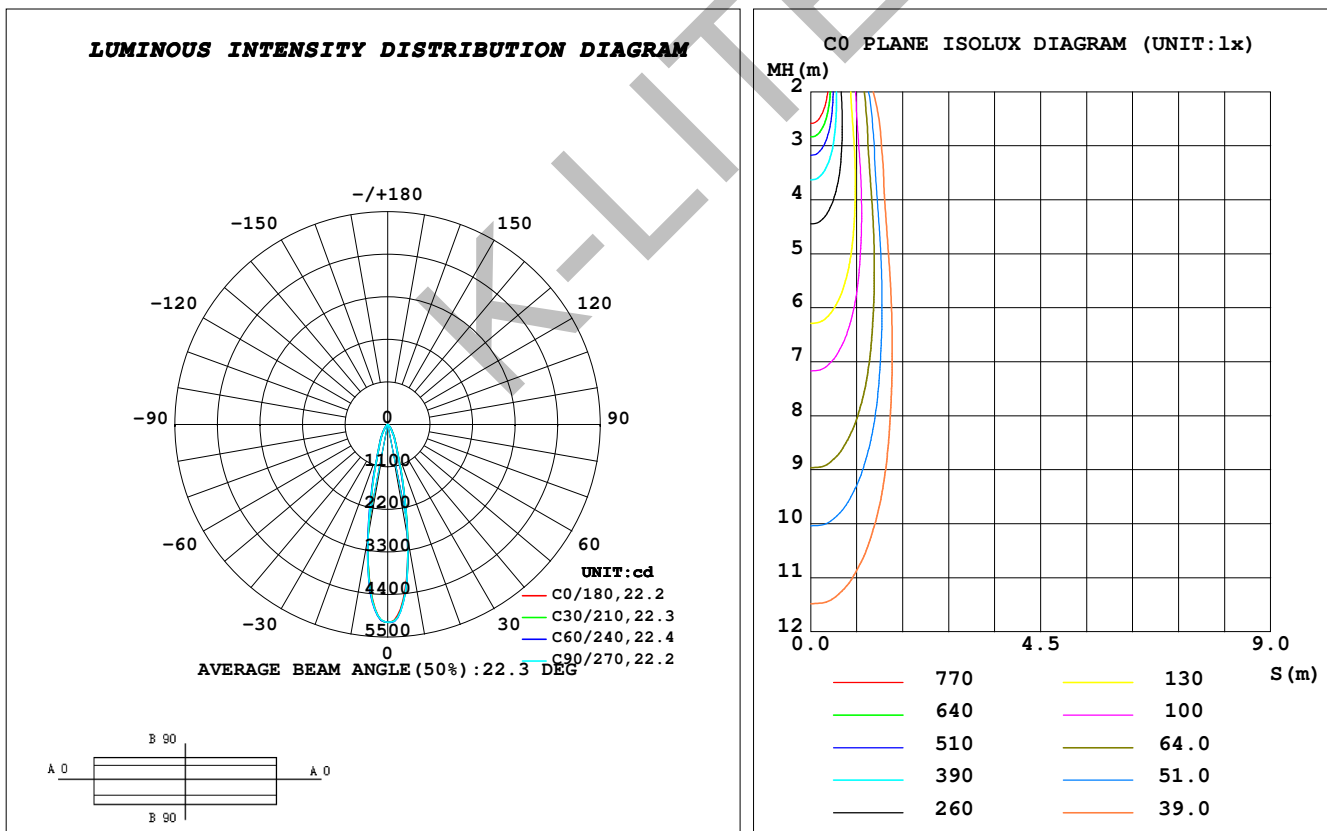 LUMINOUS INTENSITY DISTRIBUTION DIAGRAM
-/+180
-150
150
-120
120
-90
90
-60
60
-30
30
0
0
1100
2200
3300
4400
5500
UNIT:cd
C0/180,22.2
C30/210,22.3
C60/240,22.4
C90/270,22.2
AVERAGE BEAM ANGLE(50%):22.3 DEG
B 90
A 0
A 0
B 90
K-LITE
C0 PLANE ISOLUX DIAGRAM (UNIT:lx)
MH(m)
2
3
4
5
6
7
8
9
10
11
12
0.0
4.5
9.0
S(m)
770
130
640
100
510
64.0
390
51.0
260
39.0